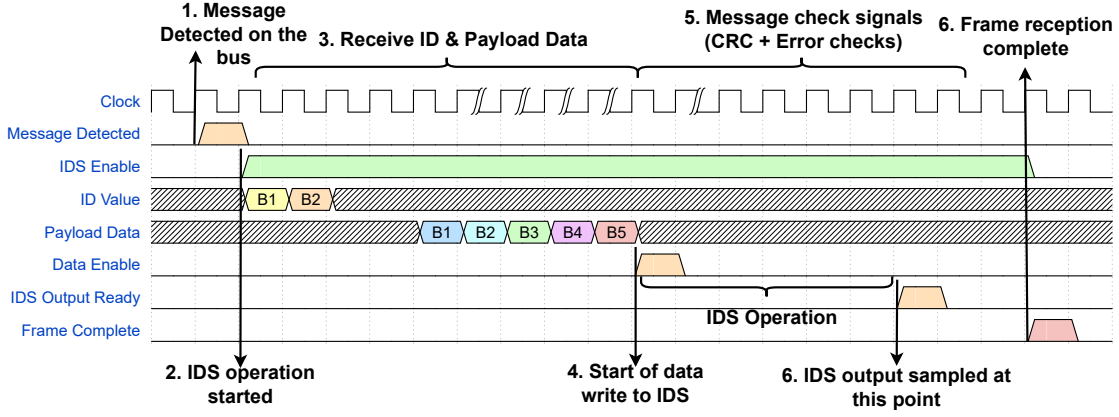 1. Message
Detected on the
bus
3. Receive ID & Payload Data
5. Message check signals
(CRC + Error checks)
6. Frame reception
complete
Clock
Message Detected
IDS Enable
ID Value
B1 B2
Payload Data
B1 B2 B3 B4 B5
Data Enable
IDS Output Ready
IDS Operation
Frame Complete
2. IDS operation
started
4. Start of data
write to IDS
6. IDS output sampled at
this point